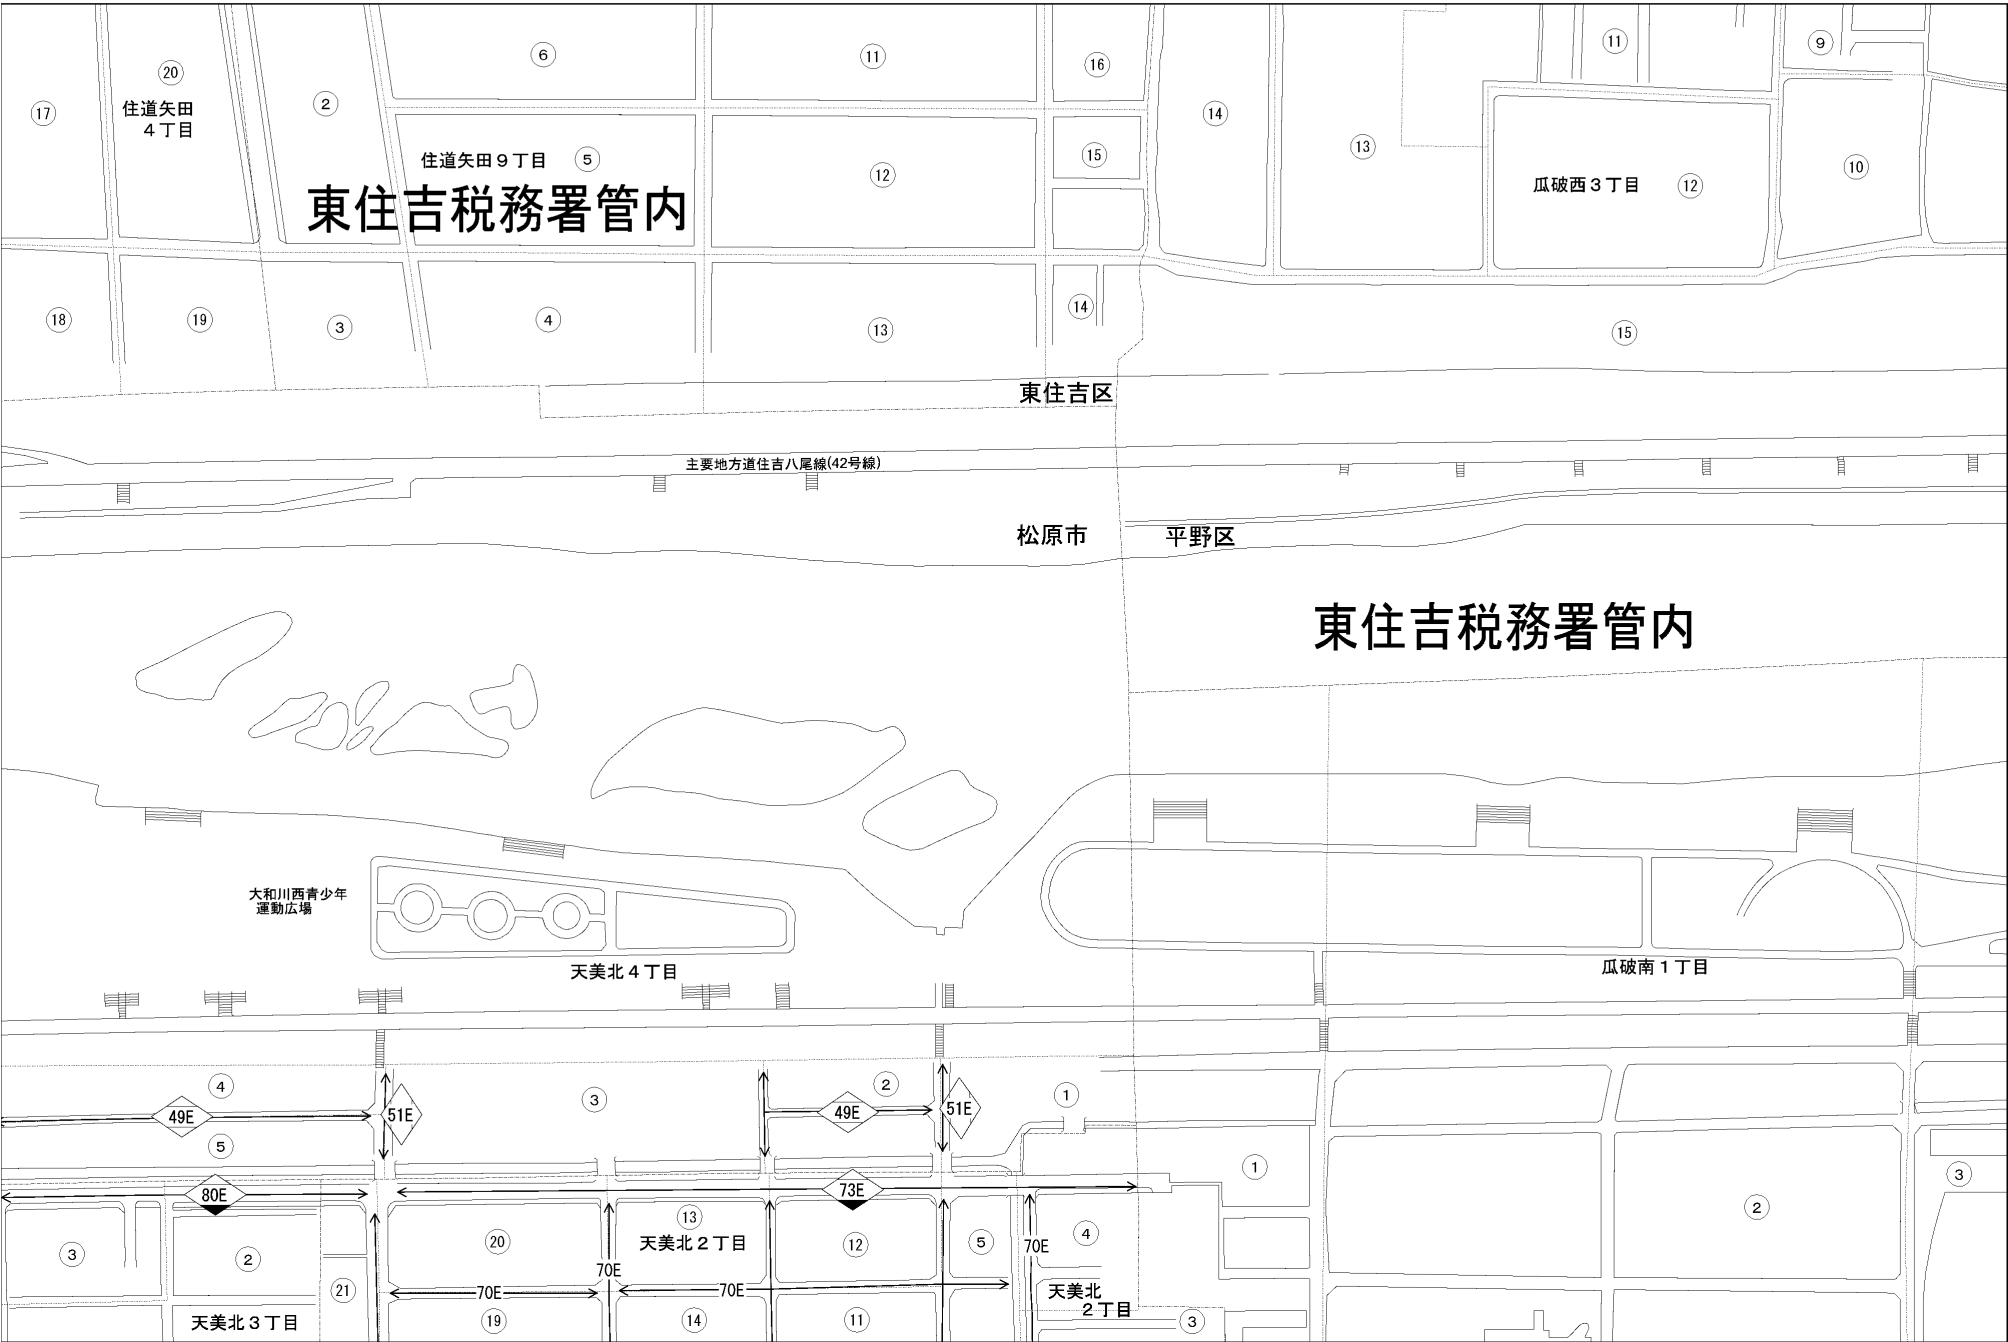 6
11
16
11
9
20
住道矢田
4丁目
2
17
14
13
住道矢田9丁目
5
12
15
瓜破西3丁目
12
10
東住吉税務署管内
18
19
3
4
13
14
15
東住吉区
主要地方道住吉八尾線(42号線)
松原市
平野区
東住吉税務署管内
大和川西青少年
運動広場
天美北4丁目
瓜破南1丁目
4
49E
51E
3
2
49E
51E
1
5
80E
73E
1
3
3
2
20
70E
13
天美北2丁目
12
5
70E
4
2
21
70E
70E
天美北
2丁目
天美北3丁目
19
14
11
3